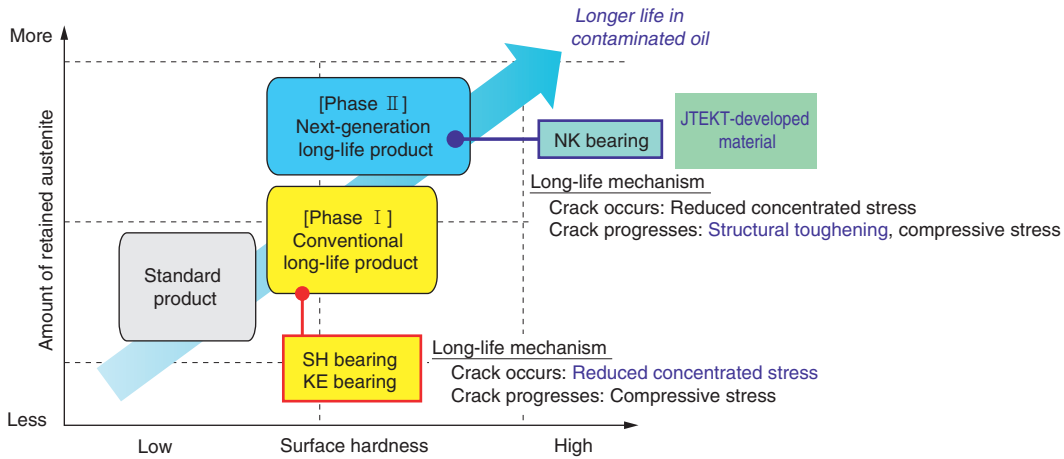 More
Longer life in
contaminated oil
[Phase Ⅱ]
Next-generation
long-life product
NK bearing
JTEKT-developed
material
Long-life mechanism
Crack occurs: Reduced concentrated stress
Crack progresses: Structural toughening, compressive stress
[Phase Ⅰ]
Conventional
long-life product
Standard
product
Amount of retained austenite
SH bearing
KE bearing
Long-life mechanism
Crack occurs: Reduced concentrated stress
Crack progresses: Compressive stress
Less
Low
Surface hardness
High